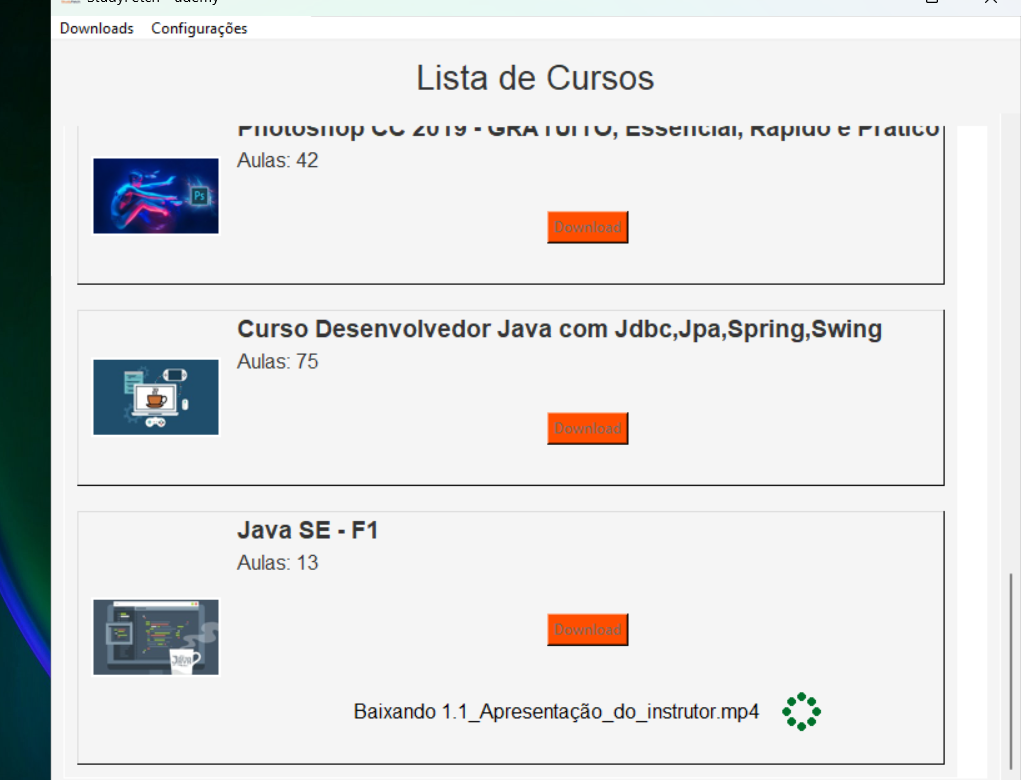 StudyFetch - udemy
Downloads Configurações
Lista de Cursos
Photoshop CC 2019 - GRATUITO, Essencial, Rápido e Prático
Aulas: 42
Ps
Download
Curso Desenvolvedor Java com Jdbc,Jpa,Spring,Swing
Aulas: 75
Download
Java SE - F1
Aulas: 13
Java
Download
Baixando 1.1_Apresentação_do_instrutor.mp4